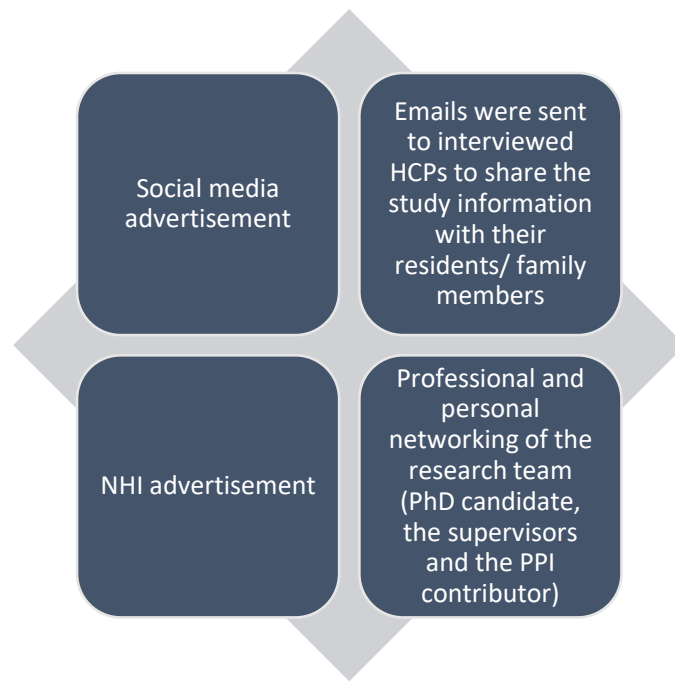 Social media
advertisement
Emails were sent
to interviewed
HCPs to share the
study information
with their
residents/ family
members
NHI advertisement
Professional and
personal
networking of the
research team
(PhD candidate,
the supervisors
and the PPI
contributor)